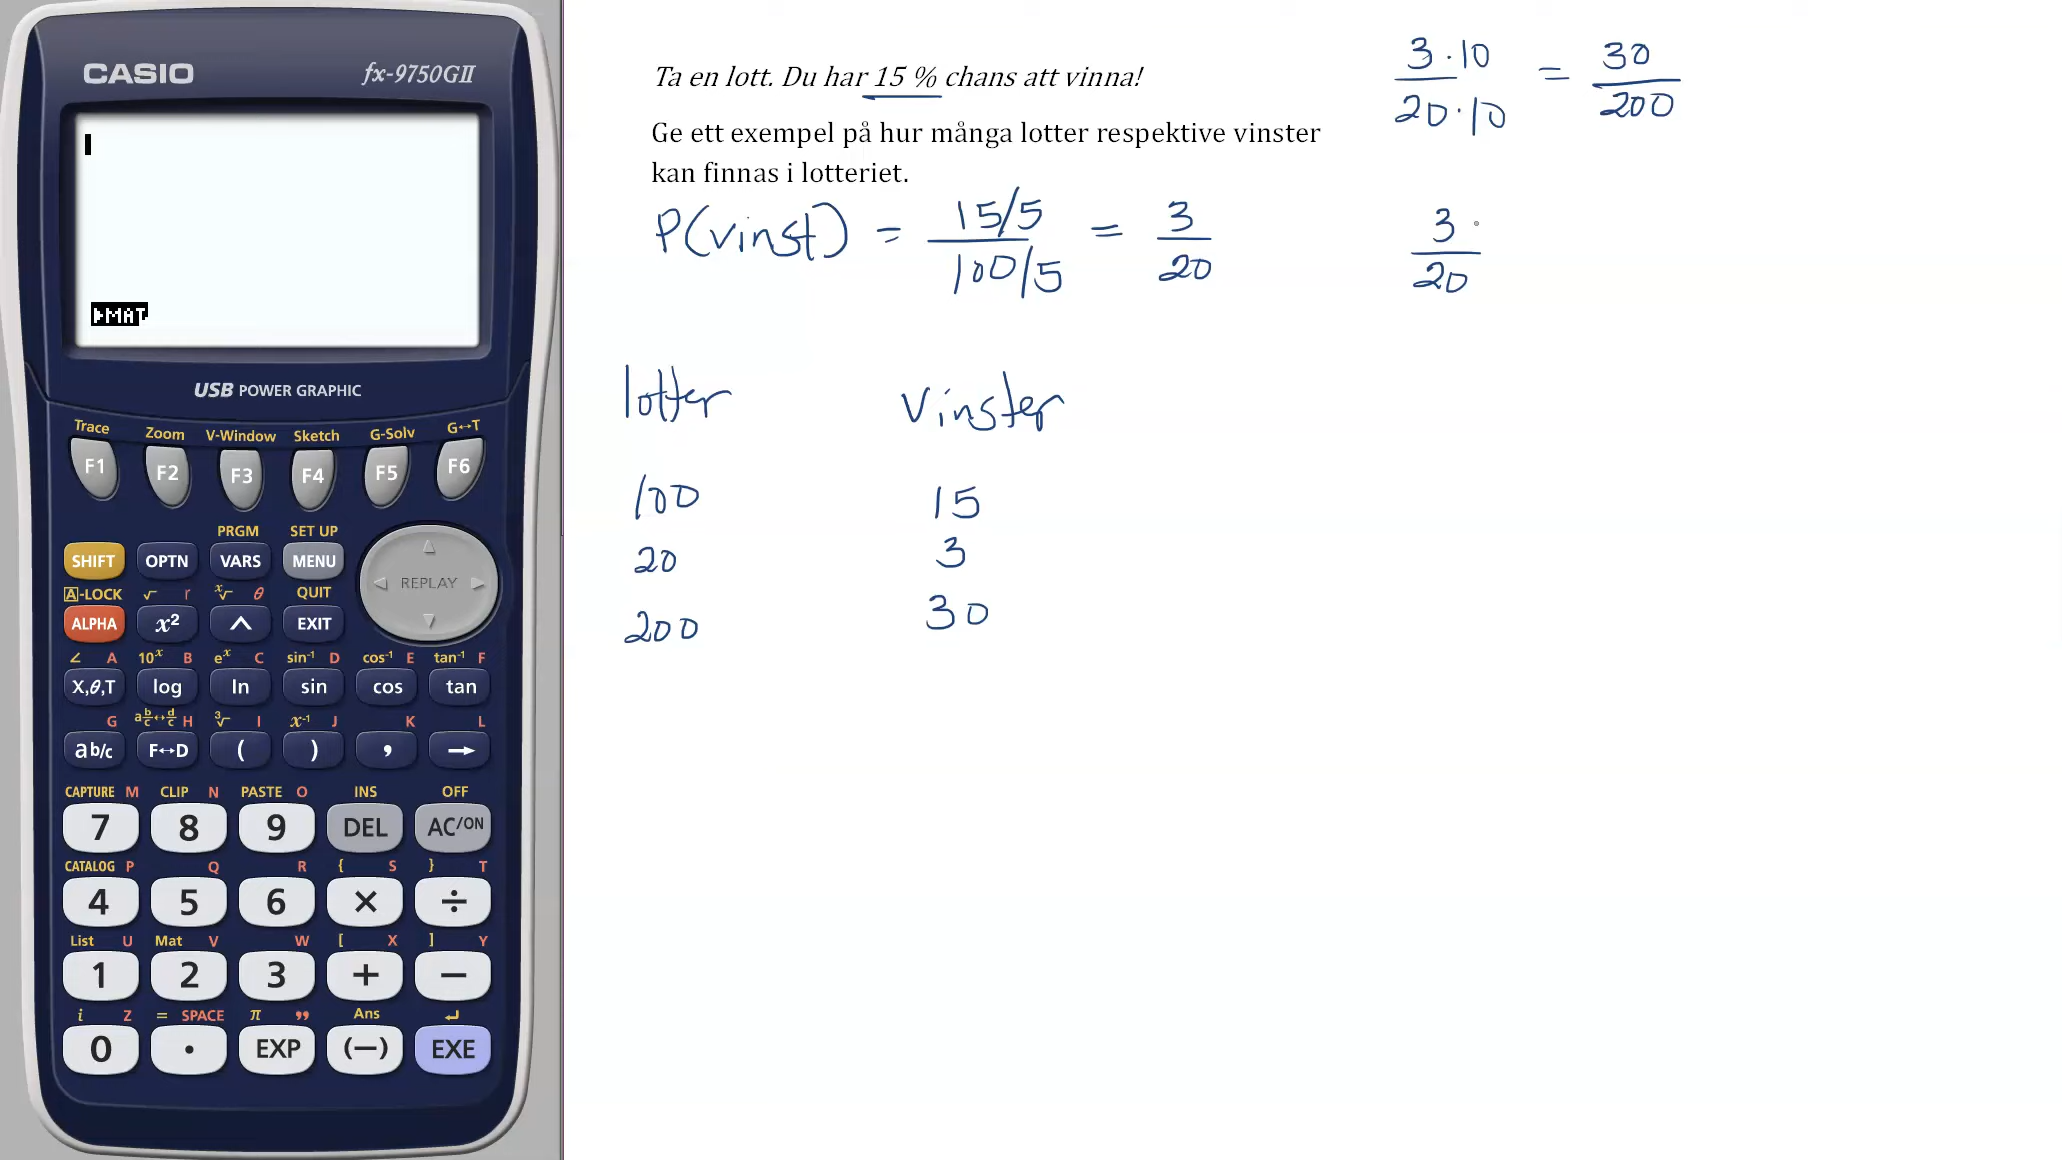 CASIO fx-9750GII
▶MAT
USB POWER GRAPHIC
Trace Zoom V-Window Sketch G-Solv G↔T
F1 F2 F3 F4 F5 F6
PRGM SET UP
SHIFT OPTN VARS MENU REPLAY
A-LOCK √ r ˣ√ θ QUIT
ALPHA x² ^ EXIT
∠ A 10ˣ B eˣ C sin⁻¹ D cos⁻¹ E tan⁻¹ F
X,θ,T log ln sin cos tan
G a b/c↔d/c H ³√ I x⁻¹ J K L
a b/c F↔D ( ) , →
CAPTURE M CLIP N PASTE O INS OFF
7 8 9 DEL AC/ON
CATALOG P Q R { S } T
4 5 6 × ÷
List U Mat V W [ X ] Y
1 2 3 + −
i Z = SPACE π " Ans ↵
0 . EXP (−) EXE
Ta en lott. Du har 15 % chans att vinna!
Ge ett exempel på hur många lotter respektive vinster
kan finnas i lotteriet.
3·10/20·10 = 30/200
P(vinst) = 15/5/100/5 = 3/20
3·/20
lotter vinster
100 15
20 3
200 30